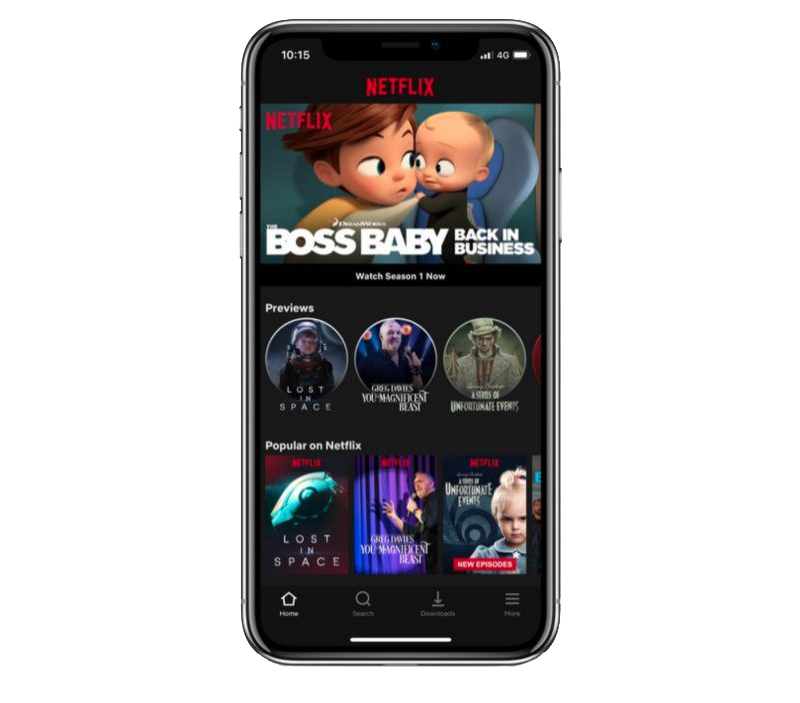 10:15
4G
NETFLIX
NETFLIX
DREAMWORKS
THE
BOSS BABY BACK IN
BUSINESS
Watch Season 1 Now
Previews
LOST
IN
SPACE
GREG DAVIES
YOU MAGNIFICENT
BEAST
A SERIES OF
UNFORTUNATE EVENTS
Popular on Netflix
NETFLIX
LOST
IN
SPACE
NETFLIX
GREG DAVIES
YOU MAGNIFICENT
BEAST
NETFLIX
A SERIES OF
UNFORTUNATE
EVENTS
NEW EPISODES
Home
Search
Downloads
More